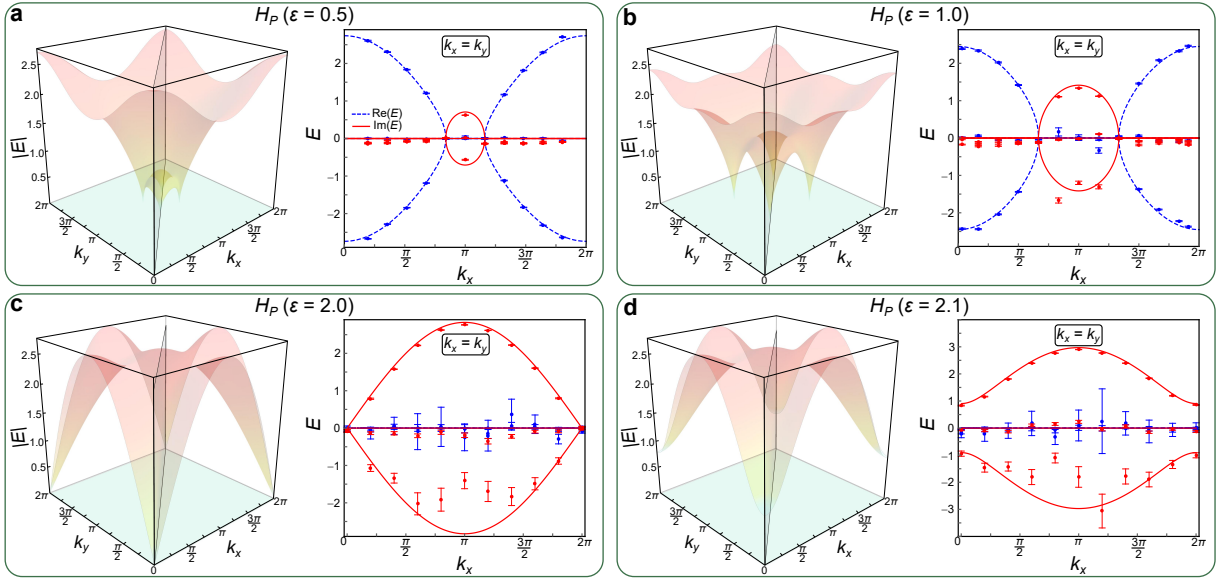 a
H_P (ε = 0.5)
|E|
2.5
2.0
1.5
1.0
0.5
2π
3π/2
π
π/2
0
k_y
π/2
π
3π/2
2π
k_x
k_x = k_y
E
2
1
0
−1
−2
Re(E)
Im(E)
0
π/2
π
3π/2
2π
k_x
b
H_P (ε = 1.0)
|E|
2.5
2.0
1.5
1.0
0.5
2π
3π/2
π
π/2
0
k_y
π/2
π
3π/2
2π
k_x
k_x = k_y
E
2
1
0
−1
−2
0
π/2
π
3π/2
2π
k_x
c
H_P (ε = 2.0)
|E|
2.5
2.0
1.5
1.0
0.5
2π
3π/2
π
π/2
0
k_y
π/2
π
3π/2
2π
k_x
k_x = k_y
E
2
1
0
−1
−2
0
π/2
π
3π/2
2π
k_x
d
H_P (ε = 2.1)
|E|
2.5
2.0
1.5
1.0
0.5
2π
3π/2
π
π/2
0
k_y
π/2
π
3π/2
2π
k_x
k_x = k_y
E
3
2
1
0
−1
−2
−3
0
π/2
π
3π/2
2π
k_x